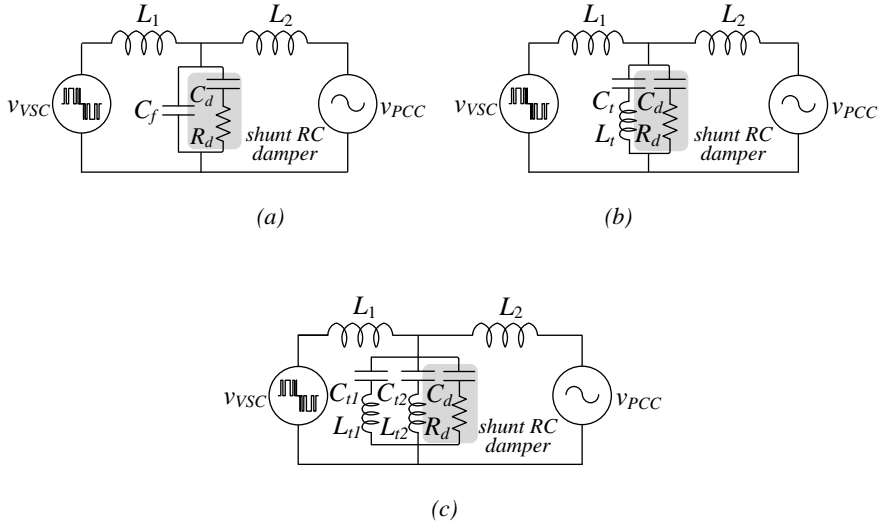 L1 L2
vVSC Cf Cd Rd vPCC
shunt RC
damper
(a)
L1 L2
vVSC Ct Cd vPCC
Lt Rd
shunt RC
damper
(b)
L1 L2
vVSC Ct1 Ct2 Cd vPCC
Lt1 Lt2 Rd
shunt RC
damper
(c)